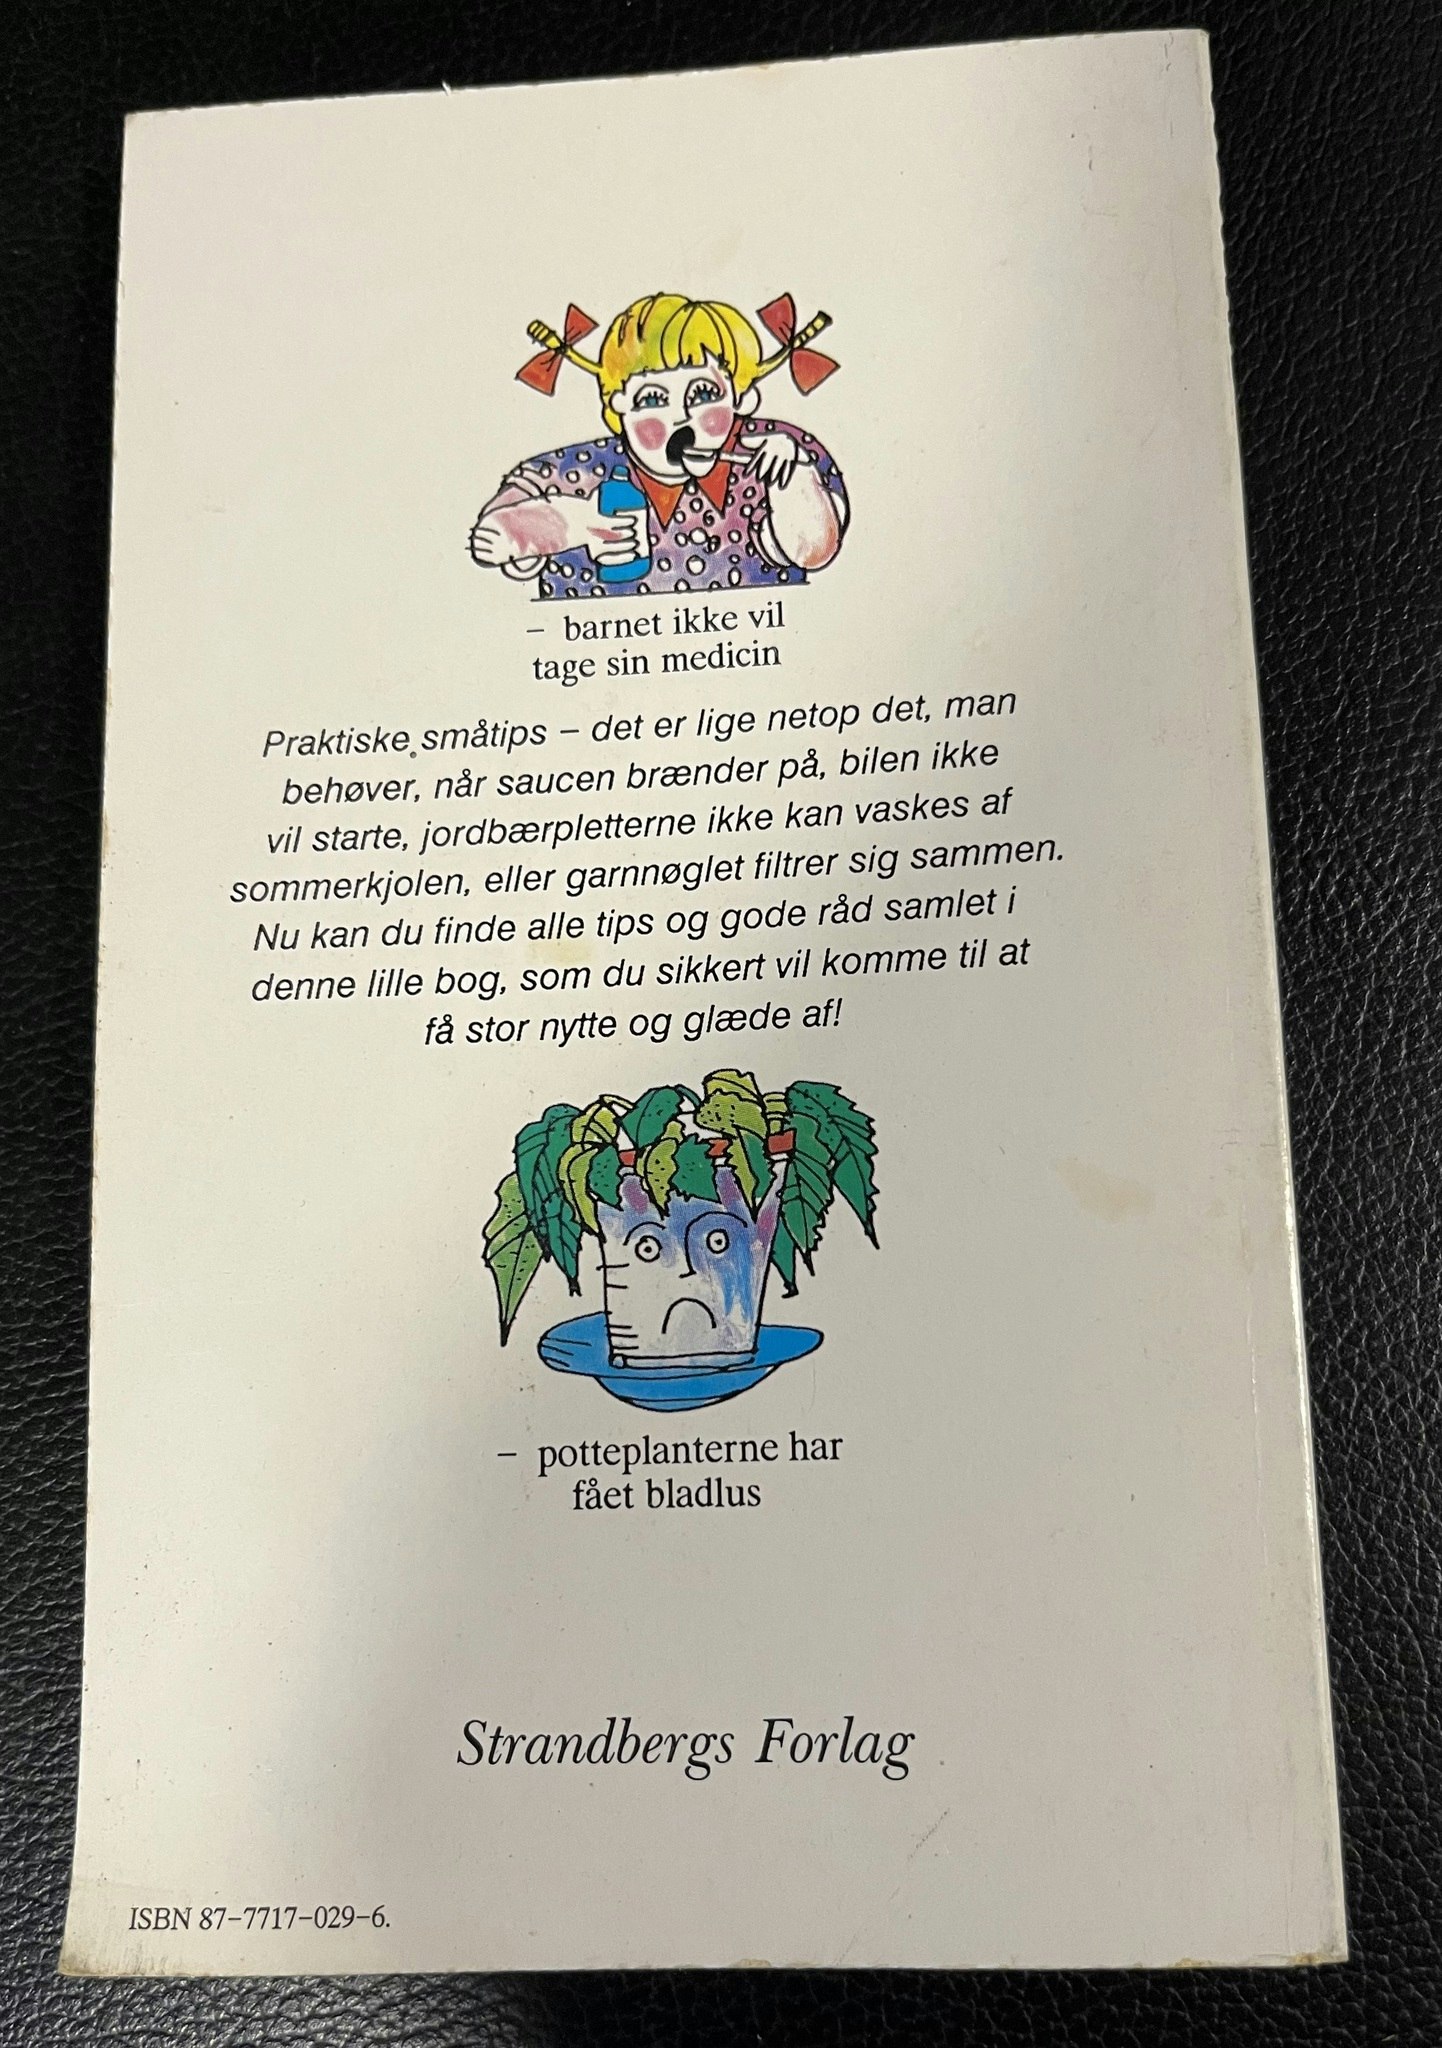 – barnet ikke vil
tage sin medicin
Praktiske småtips – det er lige netop det, man
behøver, når saucen brænder på, bilen ikke
vil starte, jordbærpletterne ikke kan vaskes af
sommerkjolen, eller garnnøglet filtrer sig sammen.
Nu kan du finde alle tips og gode råd samlet i
denne lille bog, som du sikkert vil komme til at
få stor nytte og glæde af!
– potteplanterne har
fået bladlus
Strandbergs Forlag
ISBN 87-7717-029-6.